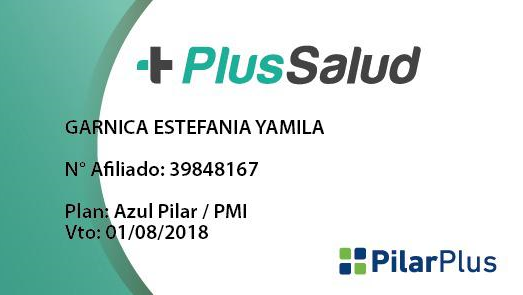 PlusSalud
GARNICA ESTEFANIA YAMILA
N° Afiliado: 39848167
Plan: Azul Pilar / PMI
Vto: 01/08/2018
PilarPlus